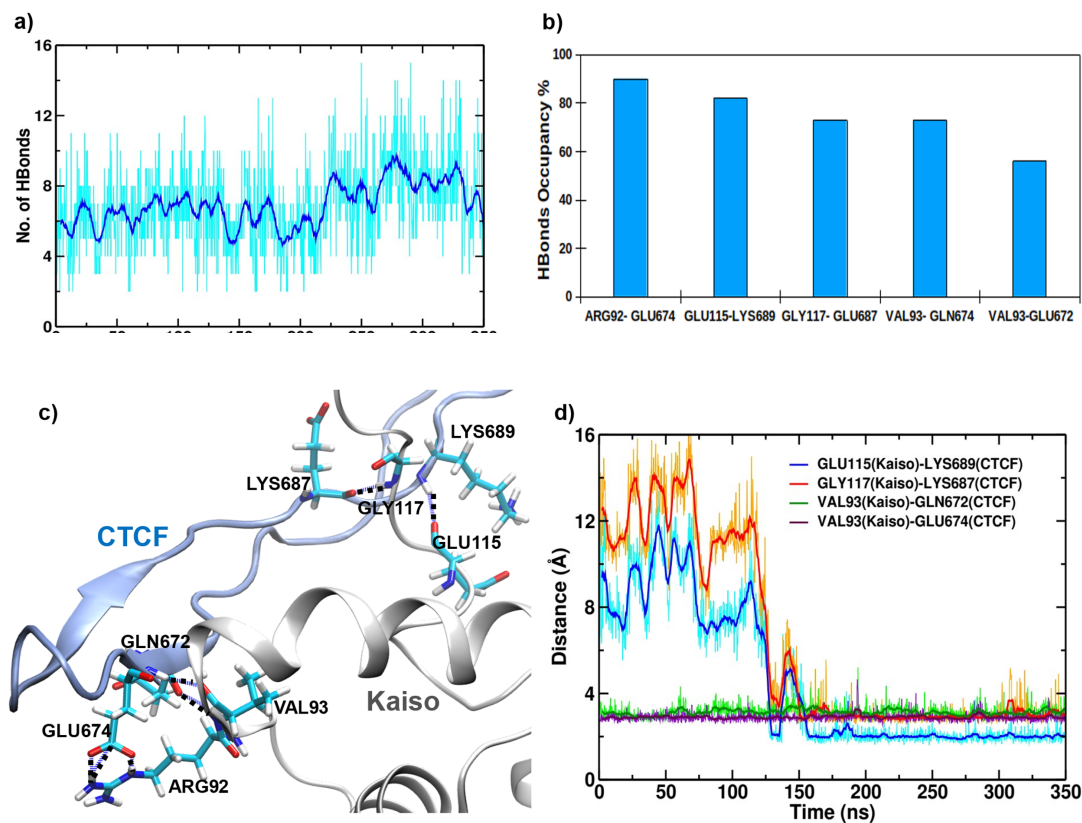 a)
16
12
8
4
0
No. of HBonds
b)
100
80
60
40
20
0
HBonds Occupancy %
ARG92- GLU674
GLU115-LYS689
GLY117- GLU687
VAL93- GLN674
VAL93-GLU672
c)
LYS689
LYS687
GLY117
GLU115
CTCF
GLN672
VAL93
Kaiso
GLU674
ARG92
d)
16
12
8
4
0
Distance (Å)
GLU115(Kaiso)-LYS689(CTCF)
GLY117(Kaiso)-LYS687(CTCF)
VAL93(Kaiso)-GLN672(CTCF)
VAL93(Kaiso)-GLU674(CTCF)
0 50 100 150 200 250 300 350
Time (ns)